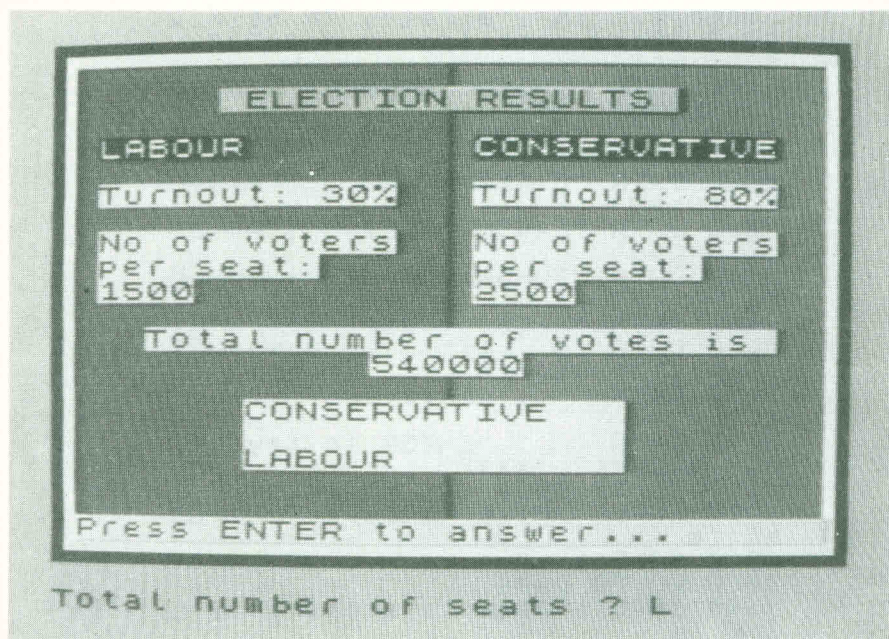 ELECTION RESULTS
LABOUR
Turnout: 30%
No of voters
per seat:
1500
CONSERVATIVE
Turnout: 80%
No of voters
per seat:
2500
Total number of votes is
540000
CONSERVATIVE
LABOUR
Press ENTER to answer...
Total number of seats ? L